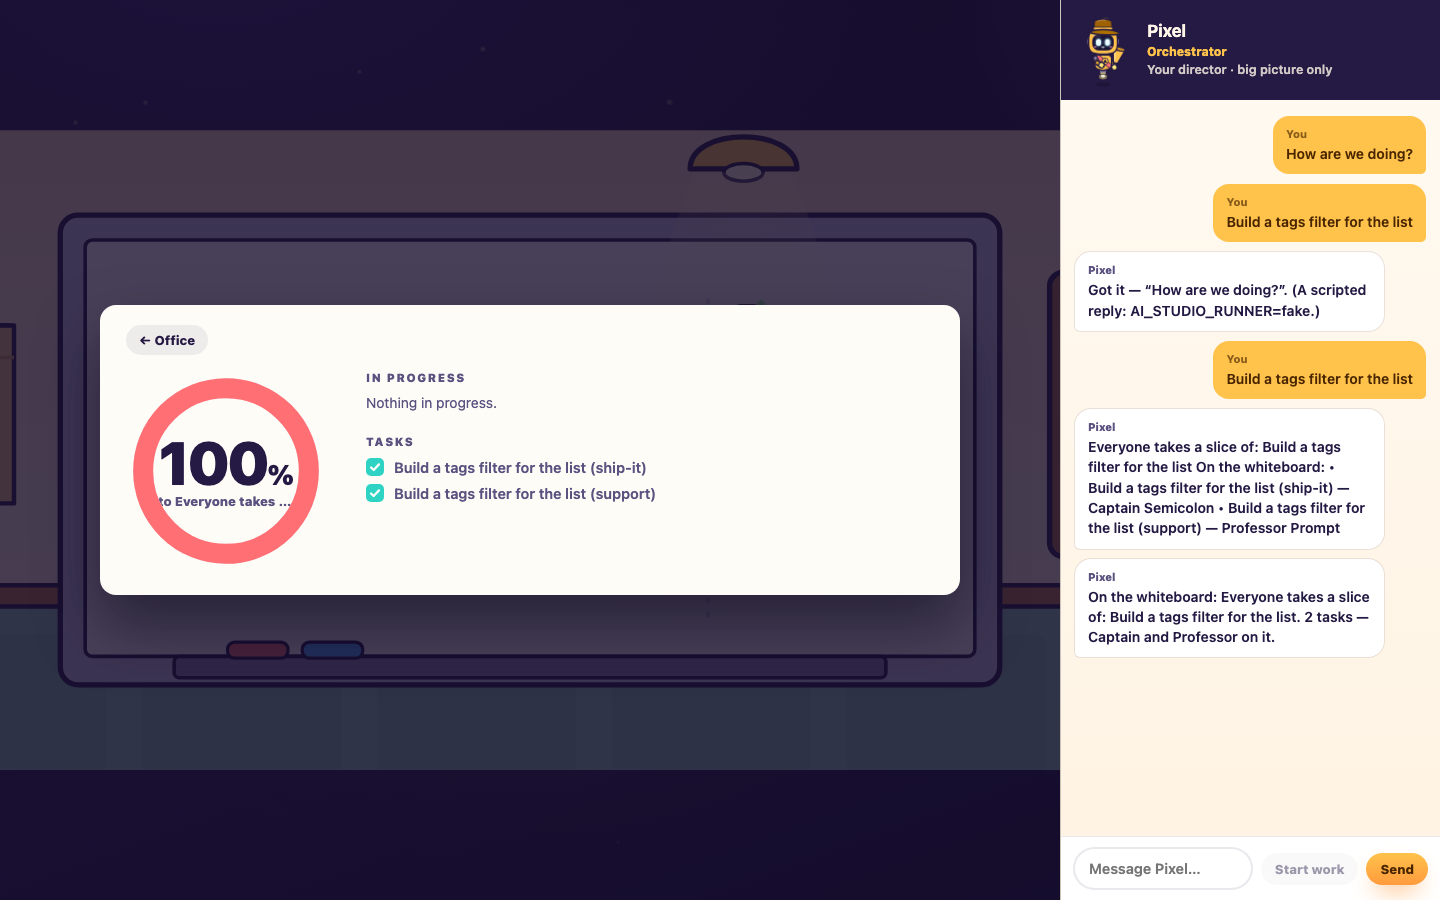 ← Office
100%
to Everyone takes ...
IN PROGRESS
Nothing in progress.
TASKS
Build a tags filter for the list (ship-it)
Build a tags filter for the list (support)
Pixel
Orchestrator
Your director · big picture only
You
How are we doing?
You
Build a tags filter for the list
Pixel
Got it — “How are we doing?”. (A scripted
reply: AI_STUDIO_RUNNER=fake.)
You
Build a tags filter for the list
Pixel
Everyone takes a slice of: Build a tags
filter for the list On the whiteboard: •
Build a tags filter for the list (ship-it) —
Captain Semicolon • Build a tags filter for
the list (support) — Professor Prompt
Pixel
On the whiteboard: Everyone takes a slice
of: Build a tags filter for the list. 2 tasks —
Captain and Professor on it.
Message Pixel...
Start work
Send